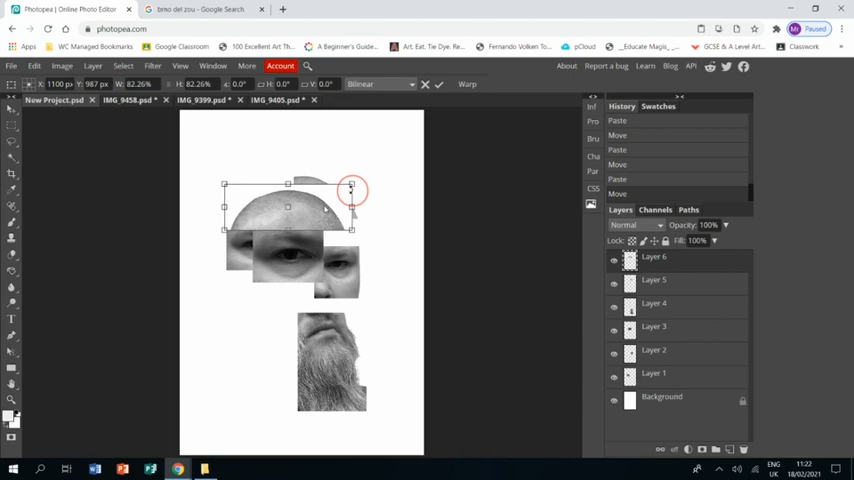 Photopea | Online Photo Editor
brno del zou - Google Search
photopea.com
Paused
Apps
WC Managed Bookmarks
Google Classroom
100 Excellent Art Th...
A Beginner's Guide...
Art. Eat. Tie Dye. Re...
Fernando Volken To...
pCloud
__Educate Magis_ -...
GCSE & A Level Art...
Classwork
File Edit Image Layer Select Filter View Window More Account
About Report a bug Learn Blog API
X: 1100 px Y: 987 px W: 82.26% H: 82.26% 0.0° H: 0.0° V: 0.0° Bilinear Warp
New Project.psd IMG_9458.psd * IMG_9399.psd * IMG_9405.psd *
Inf
Pro
Bru
Cha
Par
CSS
History Swatches
Paste
Move
Paste
Move
Paste
Move
Layers Channels Paths
Normal Opacity: 100%
Lock: Fill: 100%
Layer 6
Layer 5
Layer 4
Layer 3
Layer 2
Layer 1
Background
ENG
UK
11:22
18/02/2021